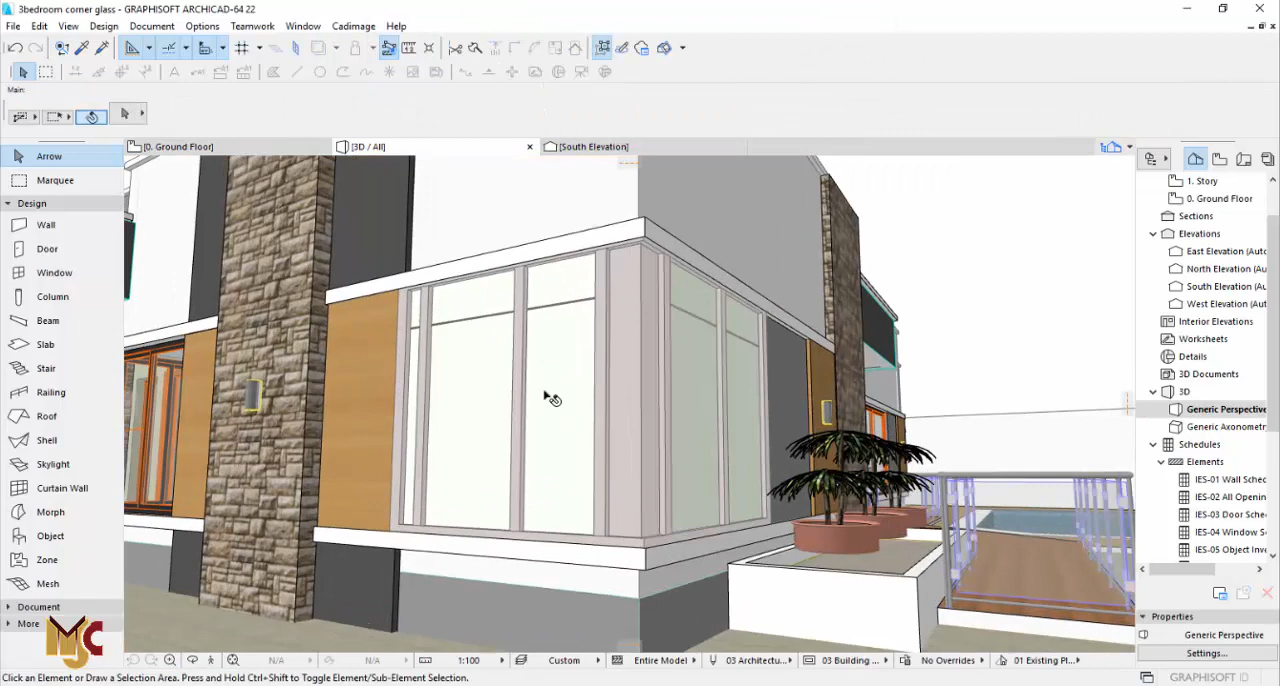 3bedroom corner glass - GRAPHISOFT ARCHICAD-64 22
File Edit View Design Document Options Teamwork Window Cadimage Help
Main:
[0. Ground Floor] [3D / All] [South Elevation]
Arrow
Marquee
Design
Wall
Door
Window
Column
Beam
Slab
Stair
Railing
Roof
Shell
Skylight
Curtain Wall
Morph
Object
Zone
Mesh
Document
More
MSC
1. Story
0. Ground Floor
Sections
Elevations
East Elevation (Auto
North Elevation (Aut
South Elevation (Aut
West Elevation (Auto
Interior Elevations
Worksheets
Details
3D Documents
3D
Generic Perspective
Generic Axonometr
Schedules
Elements
IES-01 Wall Sched
IES-02 All Opening
IES-03 Door Sche
IES-04 Window S
IES-05 Object Inve
Properties
Generic Perspective
Settings...
N/A N/A 1:100 Custom Entire Model 03 Architectu... 03 Building ... No Overrides 01 Existing Pl...
Click an Element or Draw a Selection Area. Press and Hold Ctrl+Shift to Toggle Element/Sub-Element Selection.
GRAPHISOFT ID